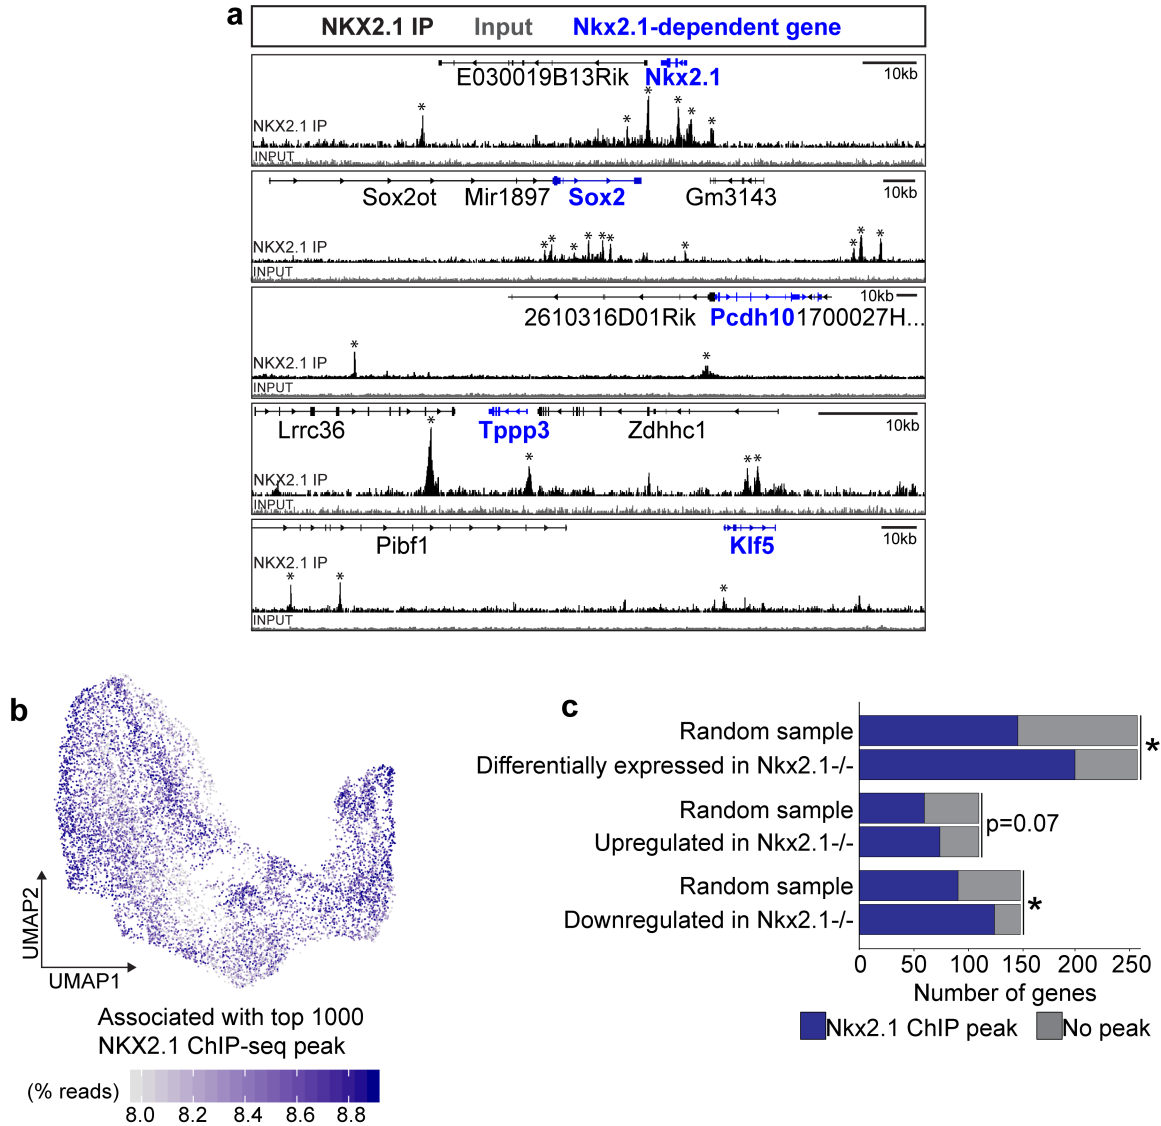 a
NKX2.1 IP Input Nkx2.1-dependent gene
E030019B13Rik Nkx2.1 10kb
* * * * * *
NKX2.1 IP
INPUT
Sox2ot Mir1897 Sox2 Gm3143 10kb
* * * * * * * * * *
NKX2.1 IP
INPUT
10kb
2610316D01Rik Pcdh10 1700027H...
* *
NKX2.1 IP
INPUT
Lrrc36 Tppp3 Zdhhc1 10kb
* * * *
NKX2.1 IP
INPUT
Pibf1 Klf5 10kb
NKX2.1 IP
* * *
INPUT
b
UMAP2
UMAP1
Associated with top 1000
NKX2.1 ChIP-seq peak
(% reads)
8.0 8.2 8.4 8.6 8.8
c
Random sample
Differentially expressed in Nkx2.1-/-
*
Random sample
Upregulated in Nkx2.1-/-
p=0.07
Random sample
Downregulated in Nkx2.1-/-
*
0 50 100 150 200 250
Number of genes
Nkx2.1 ChIP peak No peak